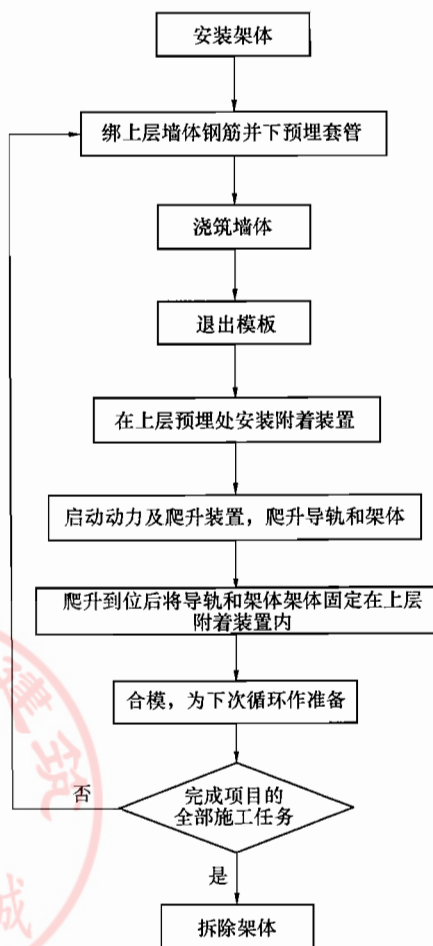 安装架体
绑上层墙体钢筋并下预埋套管
浇筑墙体
退出模板
在上层预埋处安装附着装置
启动动力及爬升装置，爬升导轨和架体
爬升到位后将导轨和架体架体固定在上层
附着装置内
合模，为下次循环作准备
完成项目的
全部施工任务
否
是
拆除架体
建筑
城